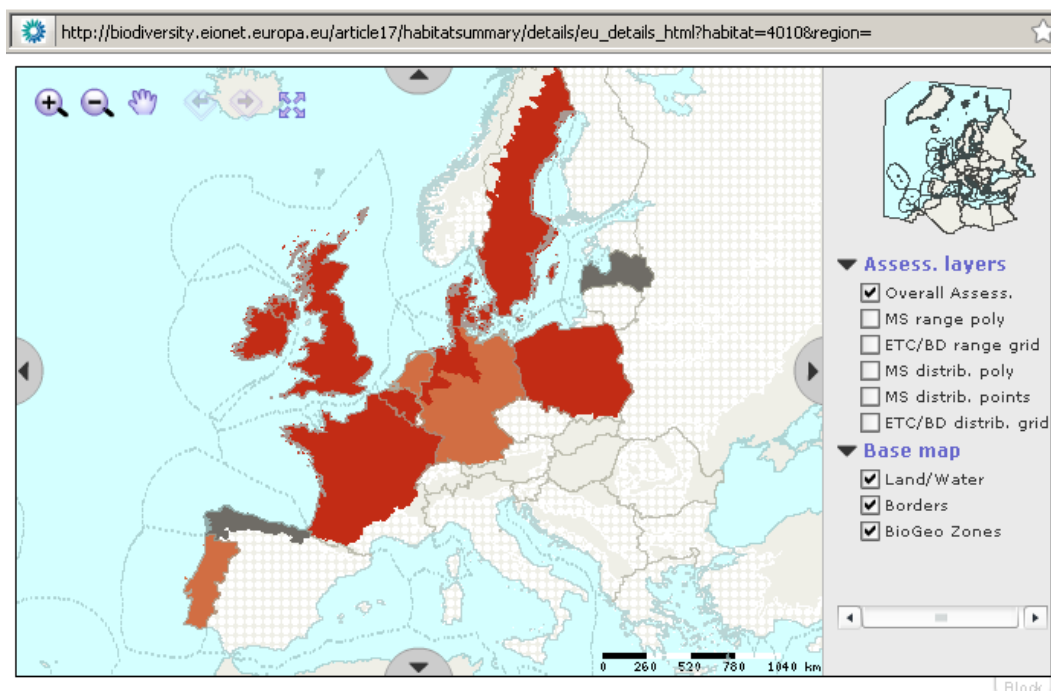 http://biodiversity.eionet.europa.eu/article17/habitatsummary/details/eu_details_html?habitat=4010&region=
Assess. layers
Overall Assess.
MS range poly
ETC/BD range grid
MS distrib. poly
MS distrib. points
ETC/BD distrib. grid
Base map
Land/Water
Borders
BioGeo Zones
0 260 520 780 1040 km
Block